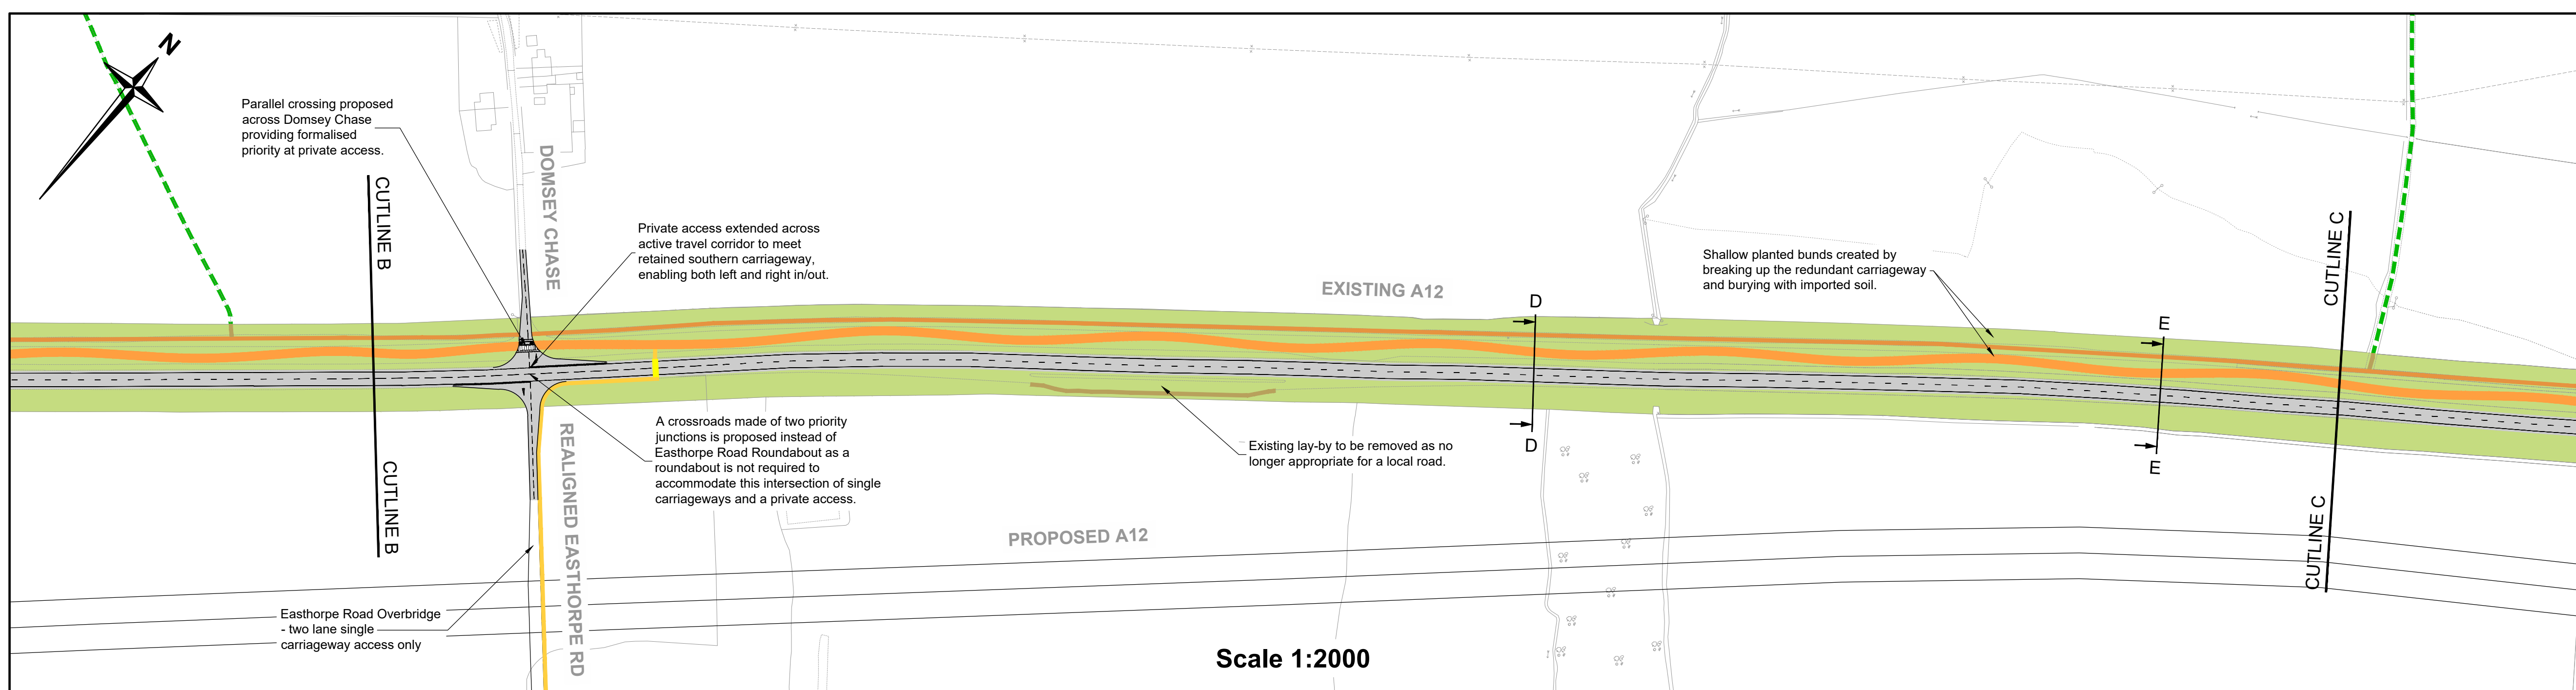 N
Parallel crossing proposed
across Domsey Chase
providing formalised
priority at private access.
CUTLINE B
CUTLINE B
DOMSEY CHASE
Private access extended across
active travel corridor to meet
retained southern carriageway,
enabling both left and right in/out.
EXISTING A12
D
D
Shallow planted bunds created by
breaking up the redundant carriageway
and burying with imported soil.
E
E
CUTLINE C
CUTLINE C
A crossroads made of two priority
junctions is proposed instead of
Easthorpe Road Roundabout as a
roundabout is not required to
accommodate this intersection of single
carriageways and a private access.
Existing lay-by to be removed as no
longer appropriate for a local road.
REALIGNED EASTHORPE RD
PROPOSED A12
Easthorpe Road Overbridge
- two lane single
carriageway access only
Scale 1:2000